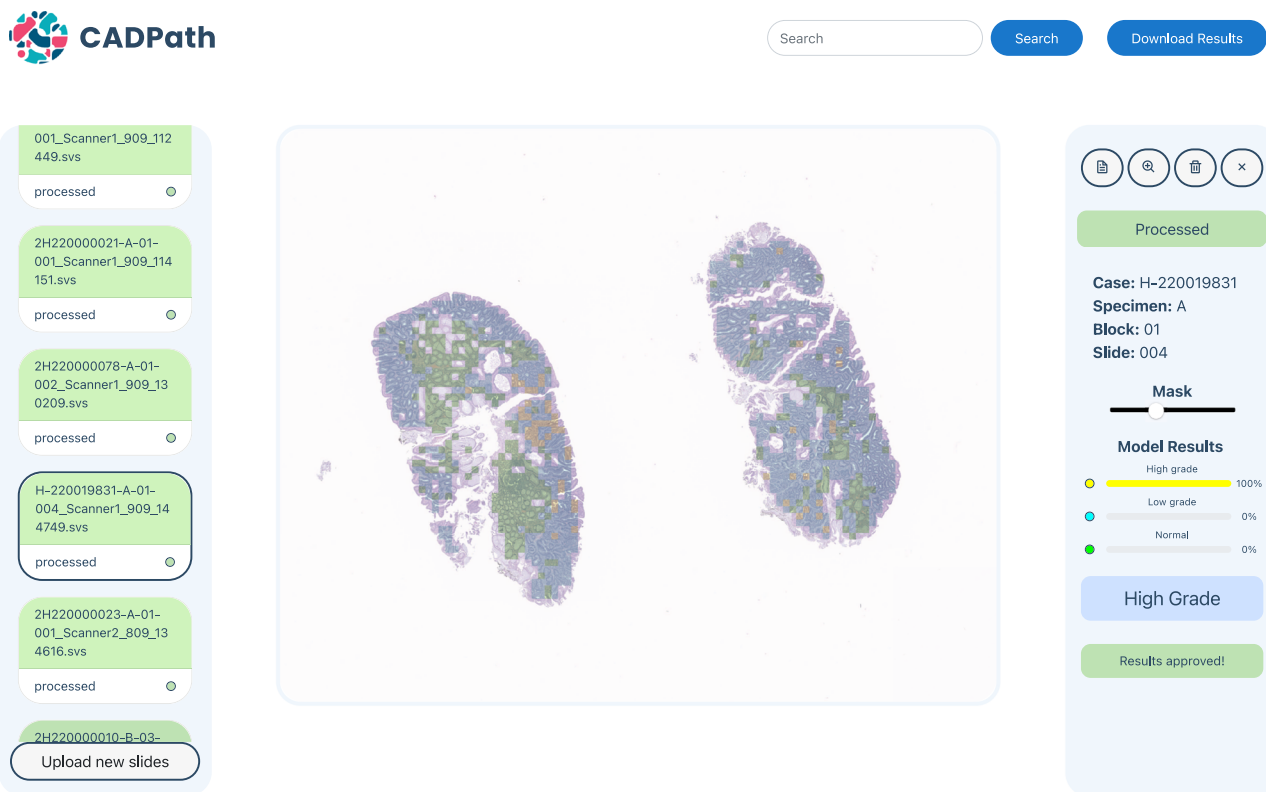 CADPath
Search
Search
Download Results
001_Scanner1_909_112
449.svs
processed
2H220000021-A-01-
001_Scanner1_909_114
151.svs
processed
2H220000078-A-01-
002_Scanner1_909_13
0209.svs
processed
H-220019831-A-01-
004_Scanner1_909_14
4749.svs
processed
2H220000023-A-01-
001_Scanner2_809_13
4616.svs
processed
2H220000010-B-03-
Upload new slides
Processed
Case: H-220019831
Specimen: A
Block: 01
Slide: 004
Mask
Model Results
High grade
100%
Low grade
0%
Normal
0%
High Grade
Results approved!